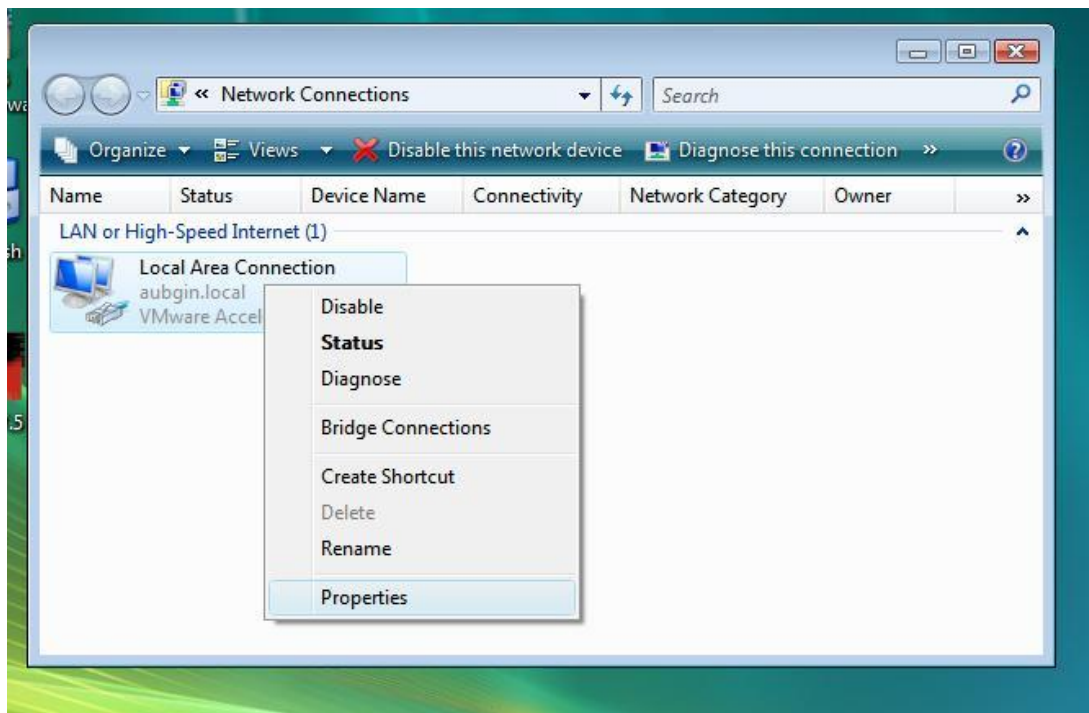 « Network Connections
Search
Organize Views Disable this network device Diagnose this connection »
Name Status Device Name Connectivity Network Category Owner »
LAN or High-Speed Internet (1)
Local Area Connection
aubgin.local
VMware Accel
Disable
Status
Diagnose
Bridge Connections
Create Shortcut
Delete
Rename
Properties
.5